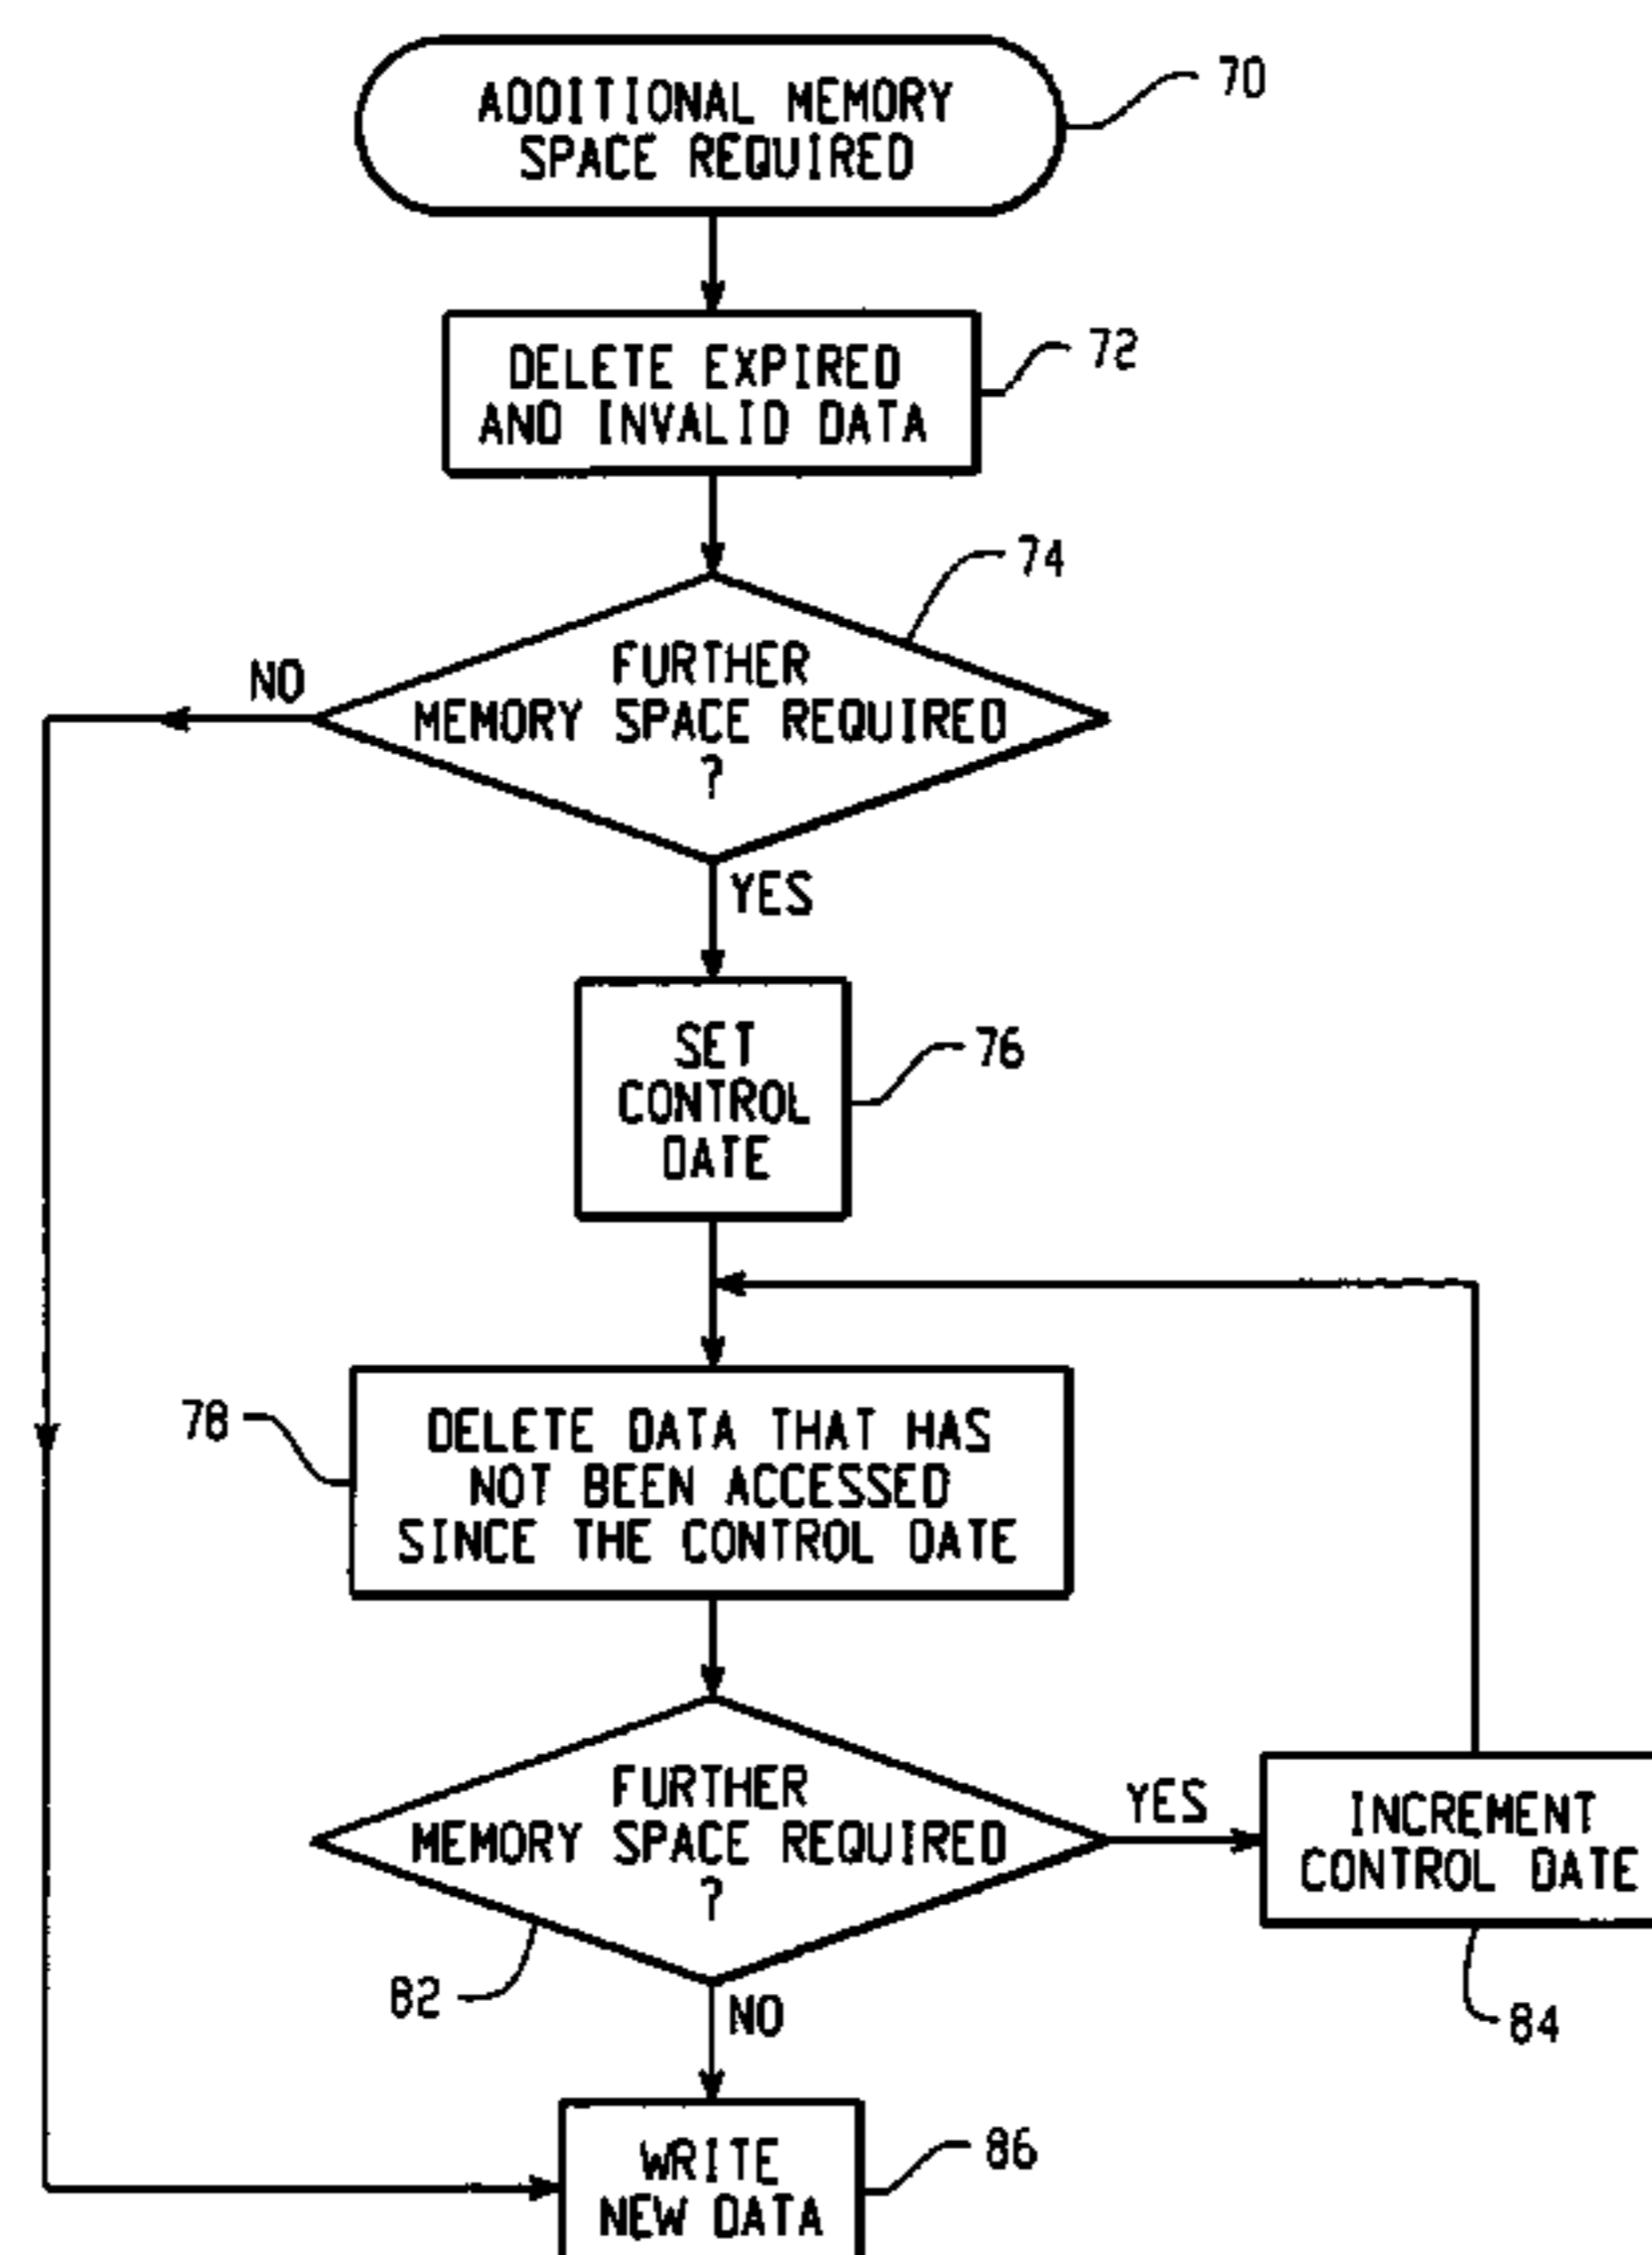 ADDITIONAL MEMORY
SPACE REQUIRED
70
DELETE EXPIRED
AND INVALID DATA
72
74
FURTHER
MEMORY SPACE REQUIRED
?
NO
YES
SET
CONTROL
DATE
76
78
DELETE DATA THAT HAS
NOT BEEN ACCESSED
SINCE THE CONTROL DATE
FURTHER
MEMORY SPACE REQUIRED
?
YES
INCREMENT
CONTROL DATE
82
NO
84
WRITE
NEW DATA
86